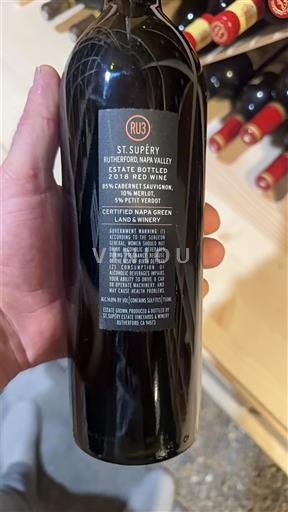 RU3
ST. SUPÉRY
RUTHERFORD, NAPA VALLEY
ESTATE BOTTLED
2018 RED WINE
85% CABERNET SAUVIGNON,
10% MERLOT,
5% PETIT VERDOT
CERTIFIED NAPA GREEN
LAND & WINERY
GOVERNMENT WARNING: (1)
ACCORDING TO THE SURGEON
GENERAL, WOMEN SHOULD NOT
DRINK ALCOHOLIC BEVERAGES
DURING PREGNANCY BECAUSE OF
THE RISK OF BIRTH DEFECTS.
(2) CONSUMPTION OF
ALCOHOLIC BEVERAGES IMPAIRS
YOUR ABILITY TO DRIVE A CAR
OR OPERATE MACHINERY, AND
MAY CAUSE HEALTH PROBLEMS.
BY VOL | CONTAINS SULFITES | 750ML
ESTATE GROWN, PRODUCED & BOTTLED BY
ST. SUPÉRY ESTATE VINEYARDS & WINERY
RUTHERFORD, CA 94573